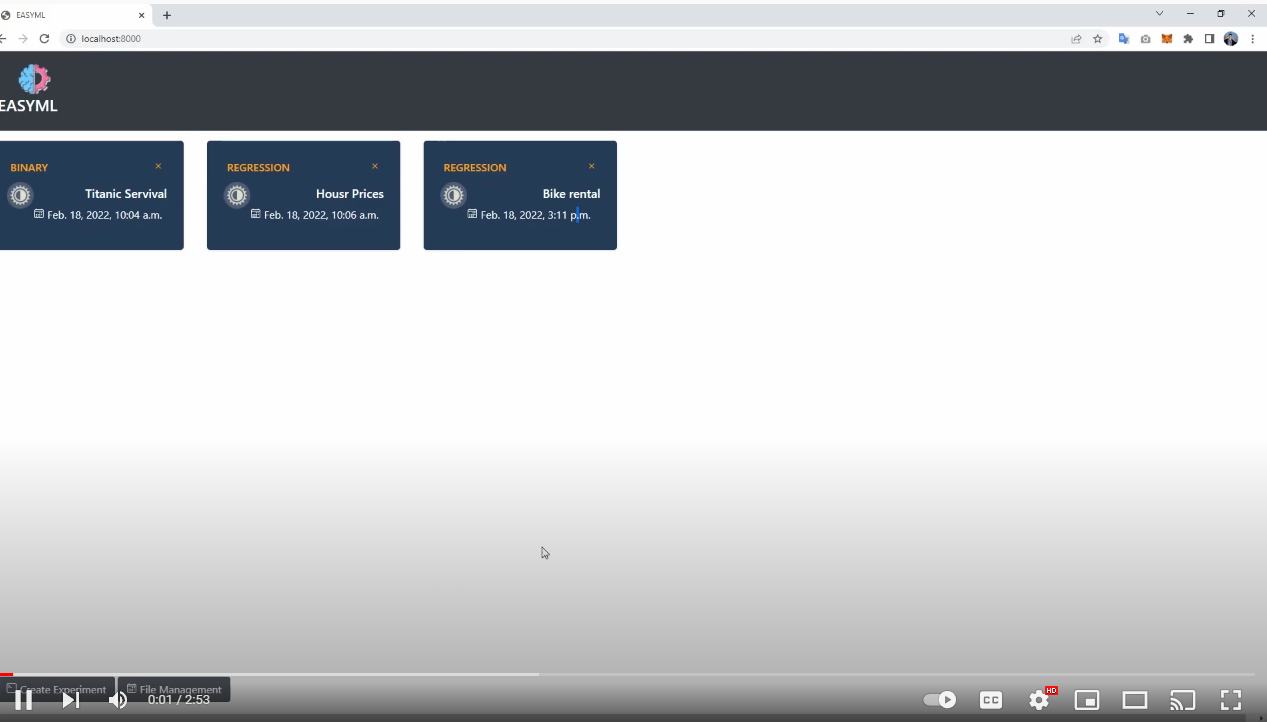 EASYML
localhost:8000
EASYML
BINARY
Titanic Servival
Feb. 18, 2022, 10:04 a.m.
REGRESSION
Housr Prices
Feb. 18, 2022, 10:06 a.m.
REGRESSION
Bike rental
Feb. 18, 2022, 3:11 p.m.
Create Experiment
File Management
0:01 / 2:53
CC
HD